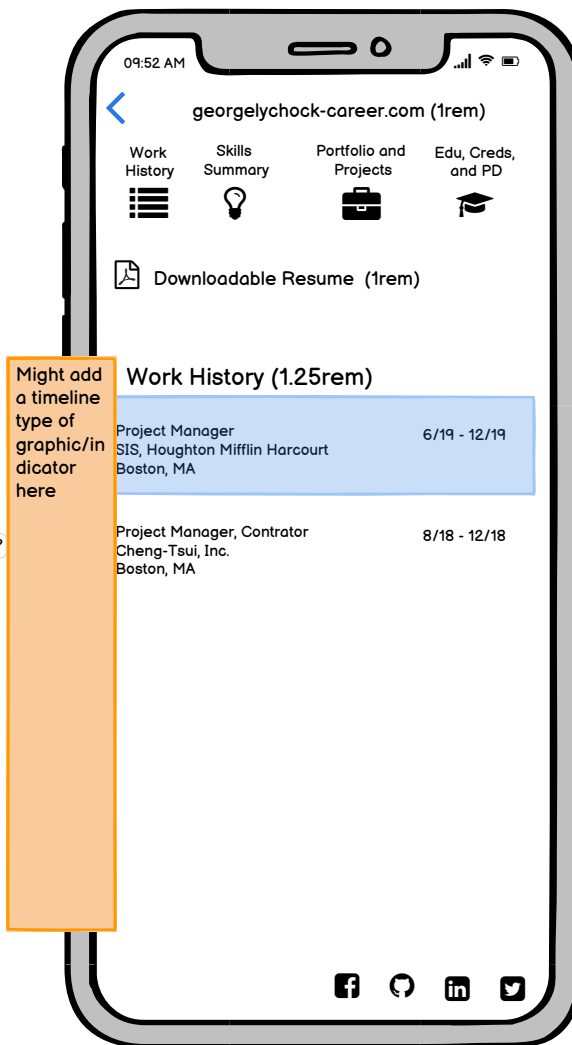 09:52 AM
georgelychock-career.com (1rem)
Work History
Skills Summary
Portfolio and Projects
Edu, Creds, and PD
Downloadable Resume (1rem)
Might add
a timeline
type of
graphic/in
dicator
here
Work History (1.25rem)
Project Manager
6/19 - 12/19
SIS, Houghton Mifflin Harcourt
Boston, MA
Project Manager, Contrator
8/18 - 12/18
Cheng-Tsui, Inc.
Boston, MA